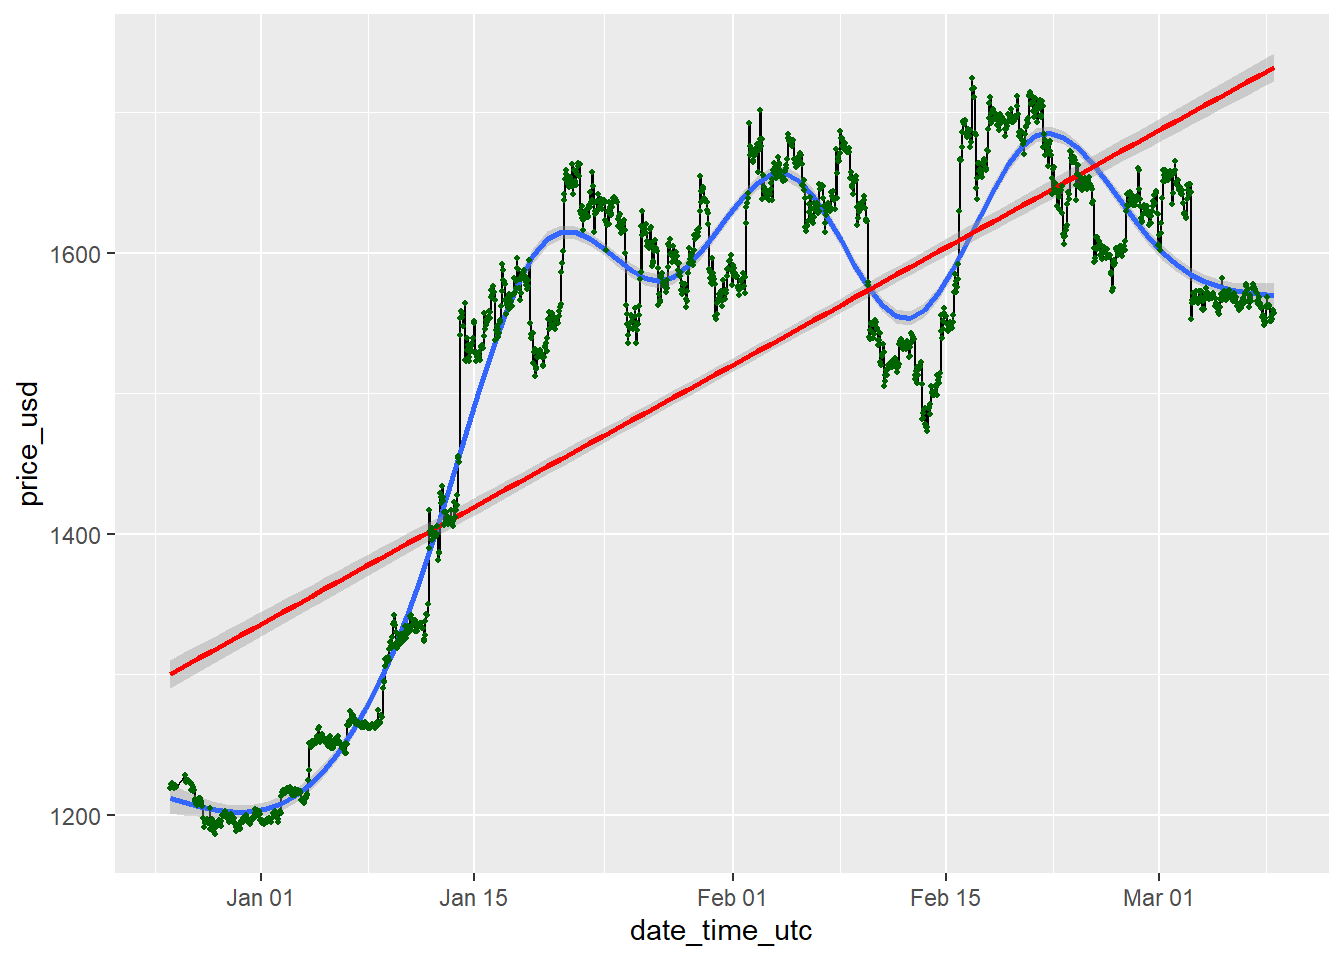 price_usd
1600
1400
1200
Jan 01
Jan 15
Feb 01
Feb 15
Mar 01
date_time_utc